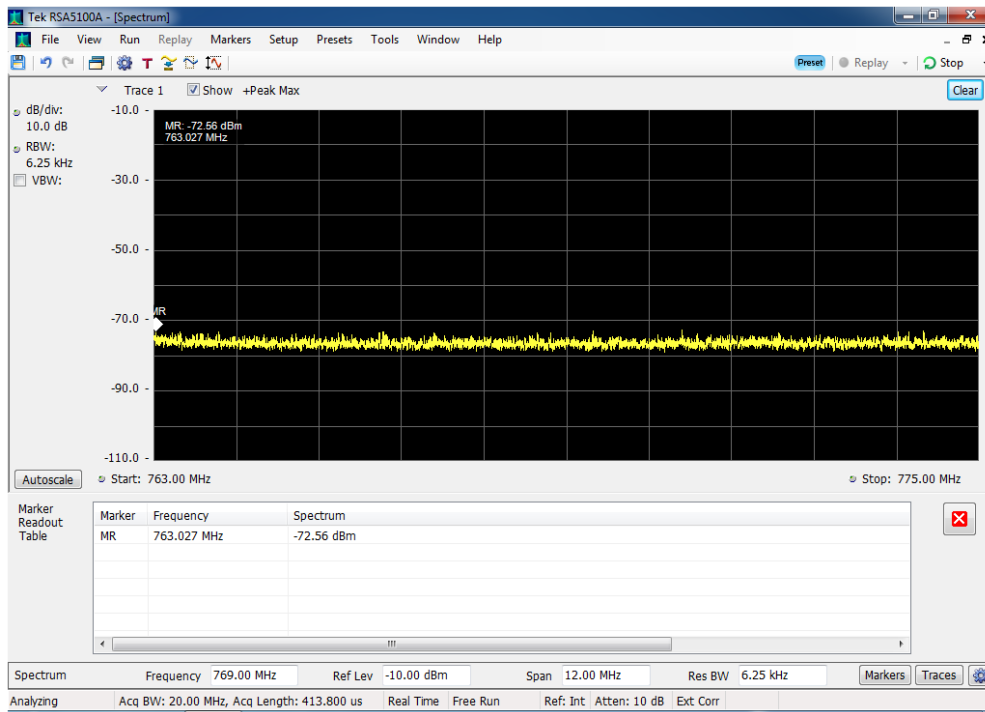 Tek RSA5100A - [Spectrum]
File View Run Replay Markers Setup Presets Tools Window Help
T Preset Replay Stop
Trace 1 Show +Peak Max Clear
dB/div:
10.0 dB
RBW:
6.25 kHz
VBW:
-10.0 -
MR: -72.56 dBm
763.027 MHz
-30.0 -
-50.0 -
MR
-70.0 -
-90.0 -
-110.0 -
Autoscale Start: 763.00 MHz Stop: 775.00 MHz
Marker
Readout
Table
Marker Frequency Spectrum
MR 763.027 MHz -72.56 dBm
Spectrum Frequency 769.00 MHz Ref Lev -10.00 dBm Span 12.00 MHz Res BW 6.25 kHz Markers Traces
Analyzing Acq BW: 20.00 MHz, Acq Length: 413.800 us Real Time Free Run Ref: Int Atten: 10 dB Ext Corr